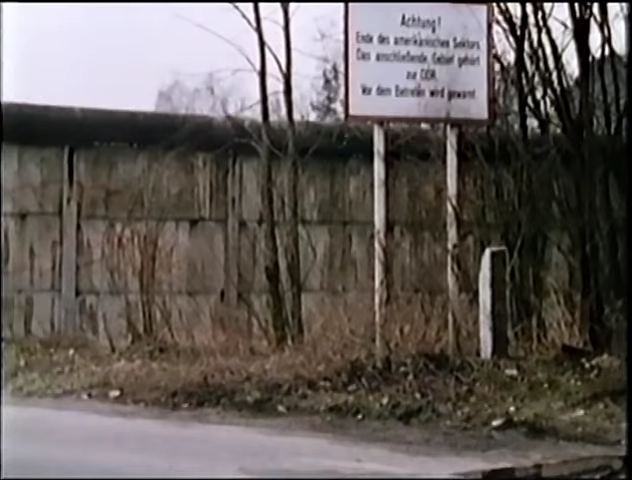 Achtung!
Ende des amerikanischen Sektors.
Das anschließende Gebiet gehört
zur DDR.
Vor dem Betreten wird gewarnt.